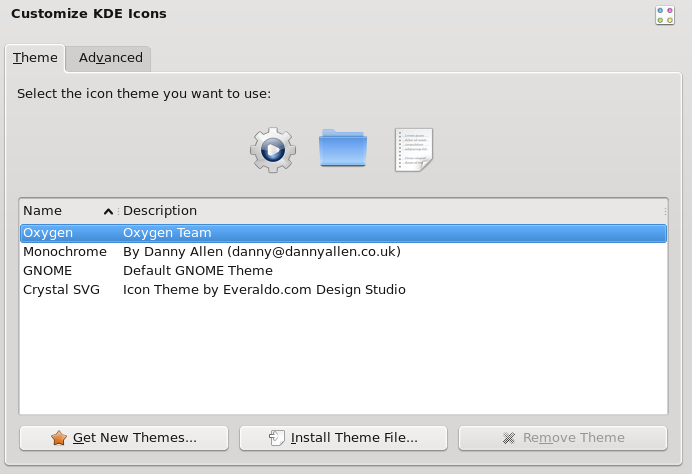 Customize KDE Icons
Theme
Advanced
Select the icon theme you want to use:
Name Description
Oxygen Oxygen Team
Monochrome By Danny Allen (danny@dannyallen.co.uk)
GNOME Default GNOME Theme
Crystal SVG Icon Theme by Everaldo.com Design Studio
Get New Themes... Install Theme File... Remove Theme